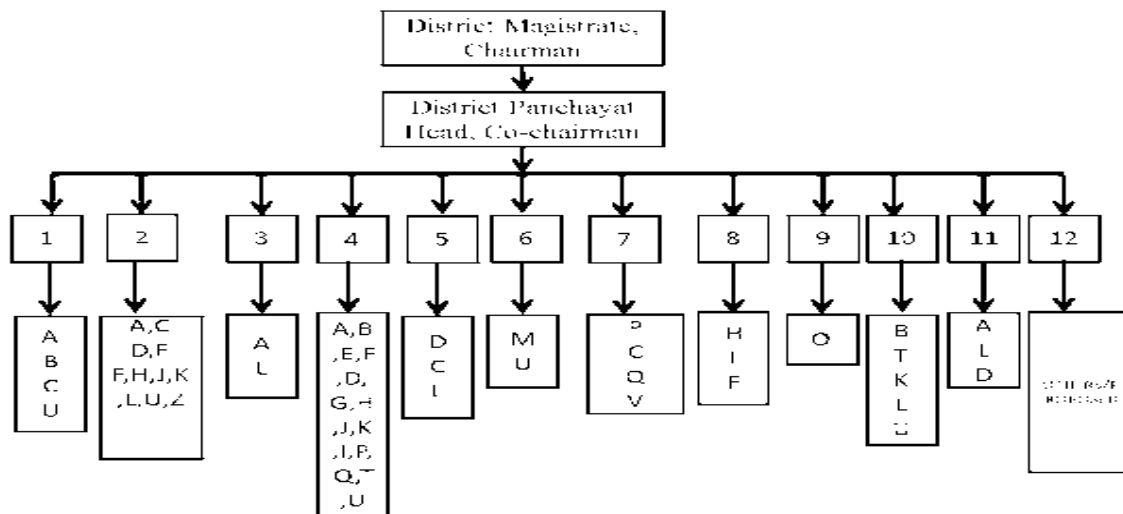 District Magistrate,
Chairman
District Panchayat
Head, Co-chairman
1 2 3 4 5 6 7 8 9 10 11 12
A
B
C
U
A,C
D,F
F,H,J,K
,L,U,Z
A
L
A,B
,E,F
,D,
G,H
,J,K
,I,P,
Q,T
,U
D
C
M
U
P
C
Q
V
H
I
F
O
B
T
K
L
U
A
L
D